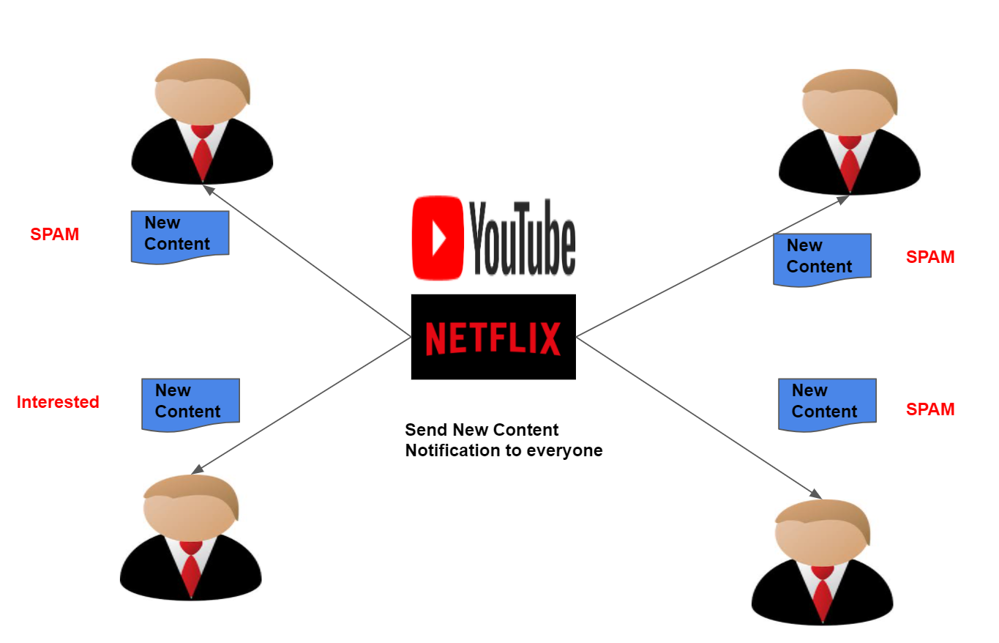 YouTube
NETFLIX
Send New Content
Notification to everyone
SPAM
New
Content
New
Content
SPAM
Interested
New
Content
New
Content
SPAM